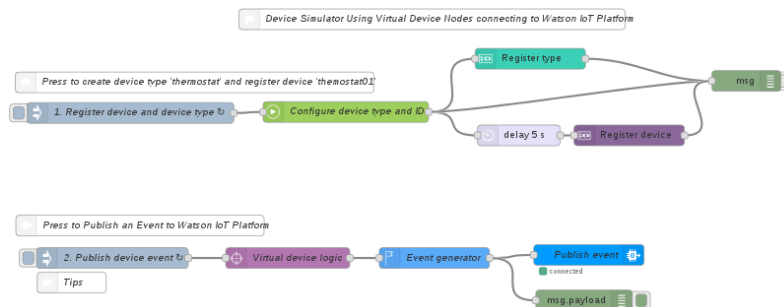 Device Simulator Using Virtual Device Nodes connecting to Watson IoT Platform
Register type
msg
Press to create device type 'thermostat' and register device 'themostat01'
1. Register device and device type ↻
Configure device type and ID
delay 5 s
Register device
Press to Publish an Event to Watson IoT Platform
2. Publish device event ↻
Virtual device logic
Event generator
Publish event
connected
Tips
msg.payload